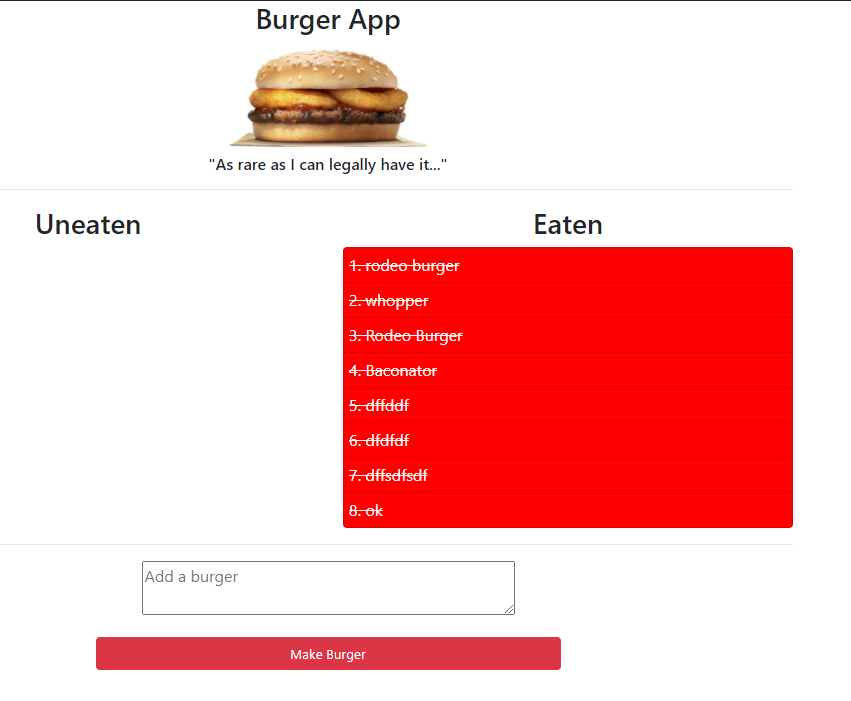 Burger App
"As rare as I can legally have it..."
Uneaten
Eaten
1. rodeo burger
2. whopper
3. Rodeo Burger
4. Baconator
5. dffddf
6. dfdfdf
7. dffsdfsdf
8. ok
Add a burger
Make Burger